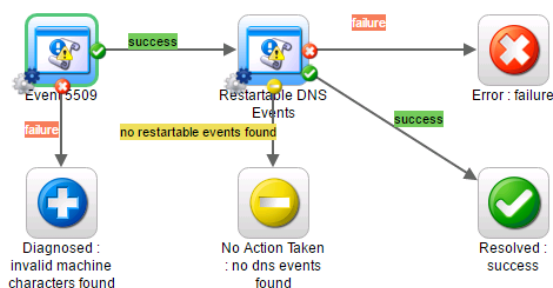 failure
success
Event 5509
Restartable DNS
Events
Error : failure
failure
no restartable events found
success
Diagnosed :
invalid machine
characters found
No Action Taken
: no dns events
found
Resolved :
success